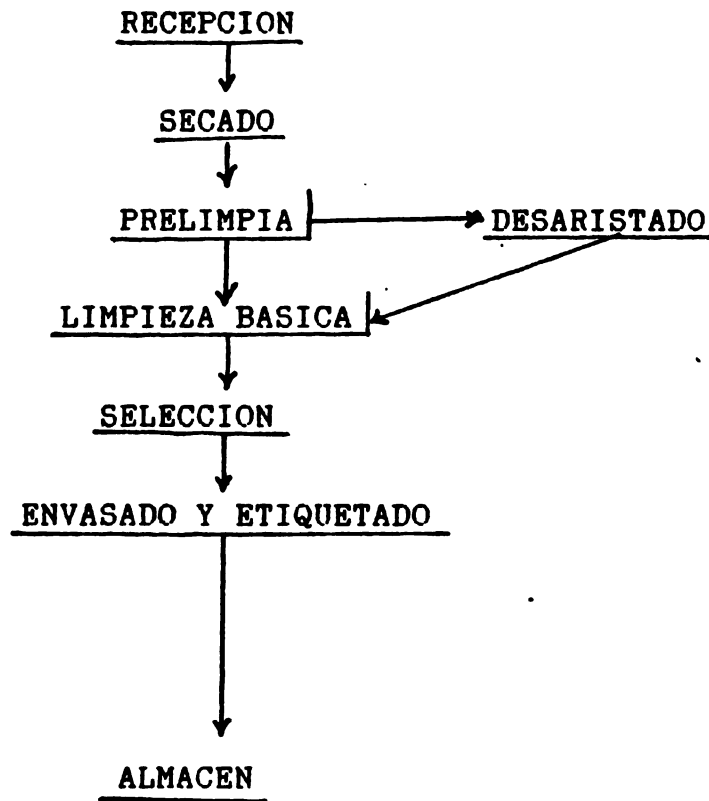 RECEPCION
SECADO
PRELIMPIA
DESARISTADO
LIMPIEZA BASICA
SELECCION
ENVASADO Y ETIQUETADO
ALMACEN